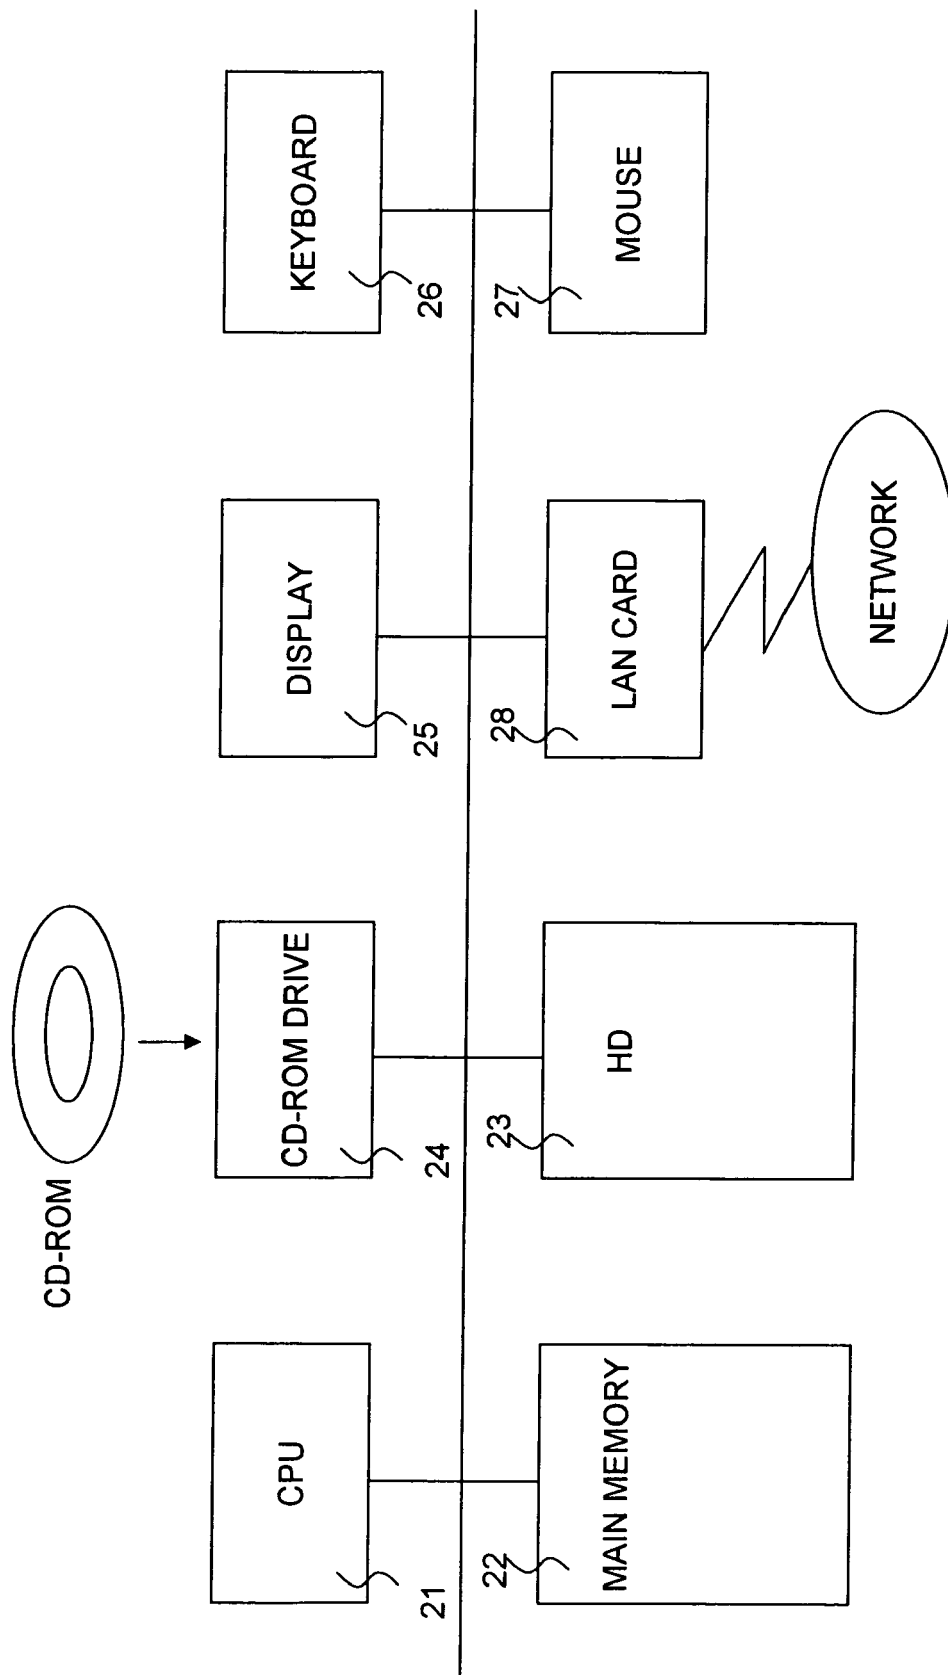 CD-ROM
CPU
21
CD-ROM DRIVE
24
DISPLAY
25
KEYBOARD
26
22
MAIN MEMORY
23
HD
28
LAN CARD
27
MOUSE
NETWORK